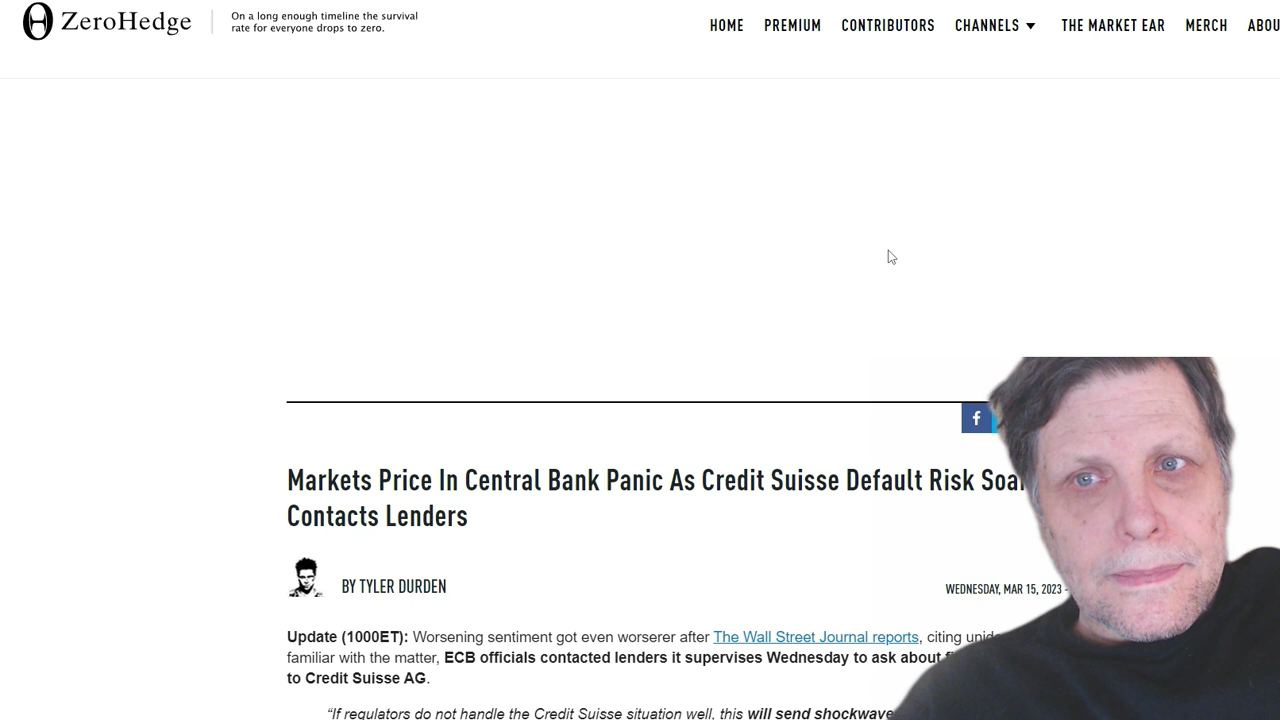 ZeroHedge
On a long enough timeline the survival
rate for everyone drops to zero.
HOME PREMIUM CONTRIBUTORS CHANNELS THE MARKET EAR MERCH ABOU
f
Markets Price In Central Bank Panic As Credit Suisse Default Risk Soar
Contacts Lenders
BY TYLER DURDEN
WEDNESDAY, MAR 15, 2023 -
Update (1000ET): Worsening sentiment got even worserer after The Wall Street Journal reports, citing
familiar with the matter, ECB officials contacted lenders it supervises Wednesday to ask about
to Credit Suisse AG.
“If regulators do not handle the Credit Suisse situation well, this will send shockwave